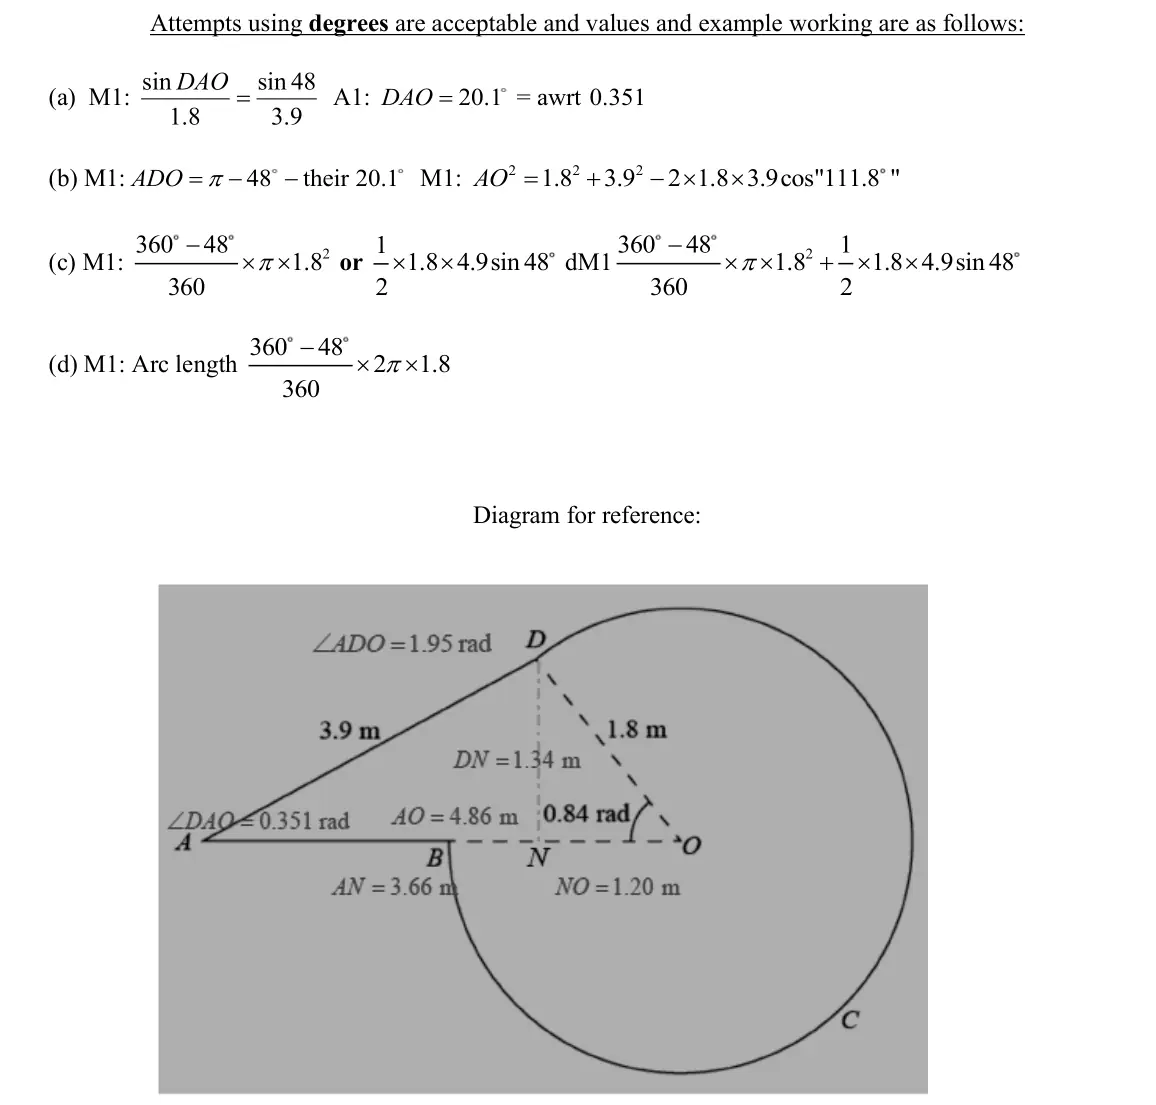 Attempts using degrees are acceptable and values and example working are as follows:
(a) M1: sin DAO / 1.8 = sin 48 / 3.9 A1: DAO = 20.1° = awrt 0.351
(b) M1: ADO = π − 48° − their 20.1° M1: AO² = 1.8² + 3.9² − 2×1.8×3.9cos"111.8°"
(c) M1: 360° − 48° / 360 × π × 1.8² or 1/2 × 1.8 × 4.9 sin 48° dM1 360° − 48° / 360 × π × 1.8² + 1/2 × 1.8 × 4.9 sin 48°
(d) M1: Arc length 360° − 48° / 360 × 2π × 1.8
Diagram for reference:
∠ADO = 1.95 rad D
3.9 m 1.8 m
DN = 1.34 m
∠DAO = 0.351 rad AO = 4.86 m 0.84 rad
A B N O
AN = 3.66 m NO = 1.20 m
C